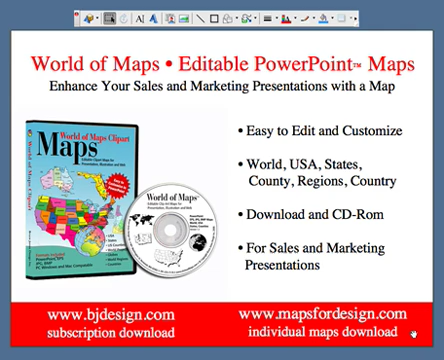 World of Maps • Editable PowerPoint™ Maps
Enhance Your Sales and Marketing Presentations with a Map
World of Maps Clipart
Maps
World of Maps
• Easy to Edit and Customize
• World, USA, States,
County, Regions, Country
• Download and CD-Rom
• For Sales and Marketing
Presentations
www.bjdesign.com
subscription download
www.mapsfordesign.com
individual maps download